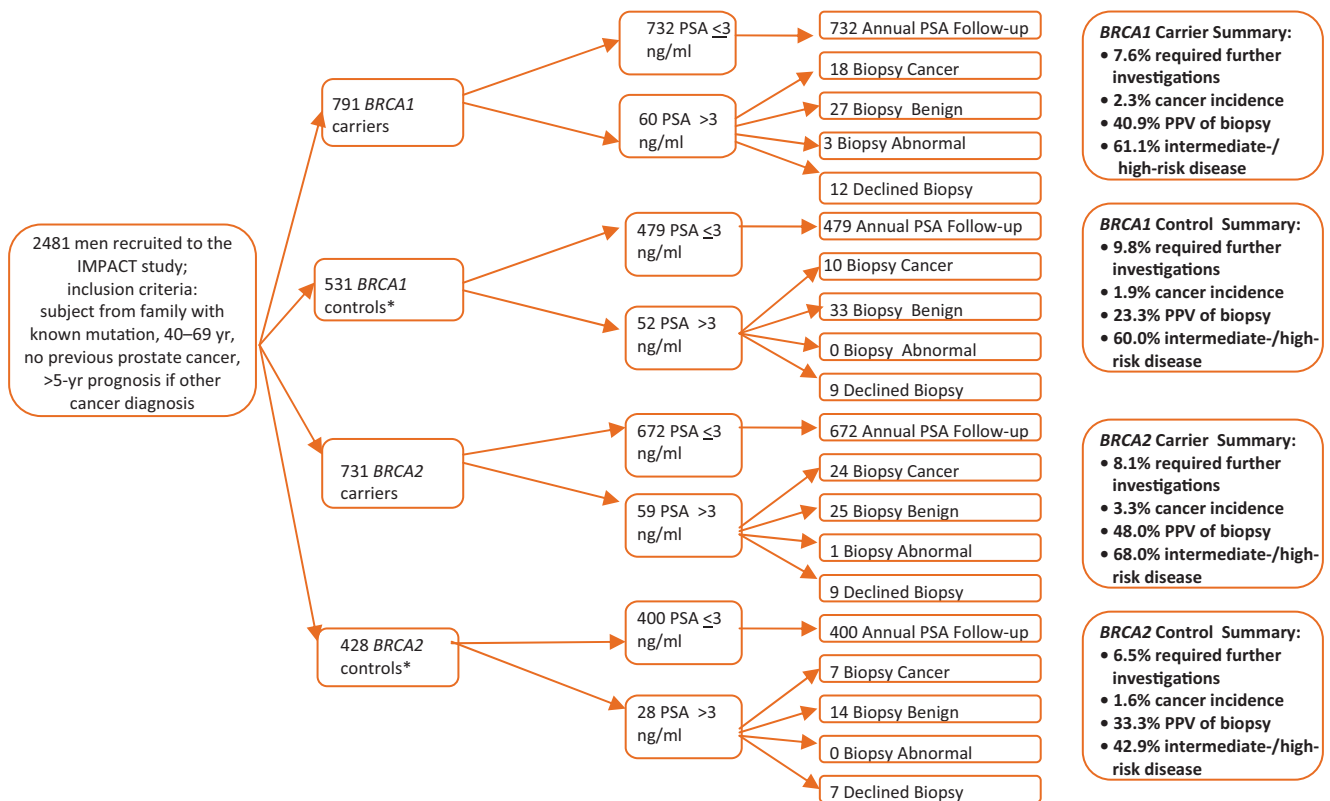 2481 men recruited to the
IMPACT study;
inclusion criteria:
subject from family with
known mutation, 40–69 yr,
no previous prostate cancer,
>5-yr prognosis if other
cancer diagnosis
791 BRCA1
carriers
732 PSA ≤3
ng/ml
732 Annual PSA Follow-up
60 PSA >3
ng/ml
18 Biopsy Cancer
27 Biopsy Benign
3 Biopsy Abnormal
12 Declined Biopsy
BRCA1 Carrier Summary:
• 7.6% required further
investigations
• 2.3% cancer incidence
• 40.9% PPV of biopsy
• 61.1% intermediate-/
high-risk disease
531 BRCA1
controls*
479 PSA ≤3
ng/ml
479 Annual PSA Follow-up
52 PSA >3
ng/ml
10 Biopsy Cancer
33 Biopsy Benign
0 Biopsy Abnormal
9 Declined Biopsy
BRCA1 Control Summary:
• 9.8% required further
investigations
• 1.9% cancer incidence
• 23.3% PPV of biopsy
• 60.0% intermediate-/high-
risk disease
731 BRCA2
carriers
672 PSA ≤3
ng/ml
672 Annual PSA Follow-up
59 PSA >3
ng/ml
24 Biopsy Cancer
25 Biopsy Benign
1 Biopsy Abnormal
9 Declined Biopsy
BRCA2 Carrier Summary:
• 8.1% required further
investigations
• 3.3% cancer incidence
• 48.0% PPV of biopsy
• 68.0% intermediate-/high-
risk disease
428 BRCA2
controls*
400 PSA ≤3
ng/ml
400 Annual PSA Follow-up
28 PSA >3
ng/ml
7 Biopsy Cancer
14 Biopsy Benign
0 Biopsy Abnormal
7 Declined Biopsy
BRCA2 Control Summary:
• 6.5% required further
investigations
• 1.6% cancer incidence
• 33.3% PPV of biopsy
• 42.9% intermediate-/high-
risk disease